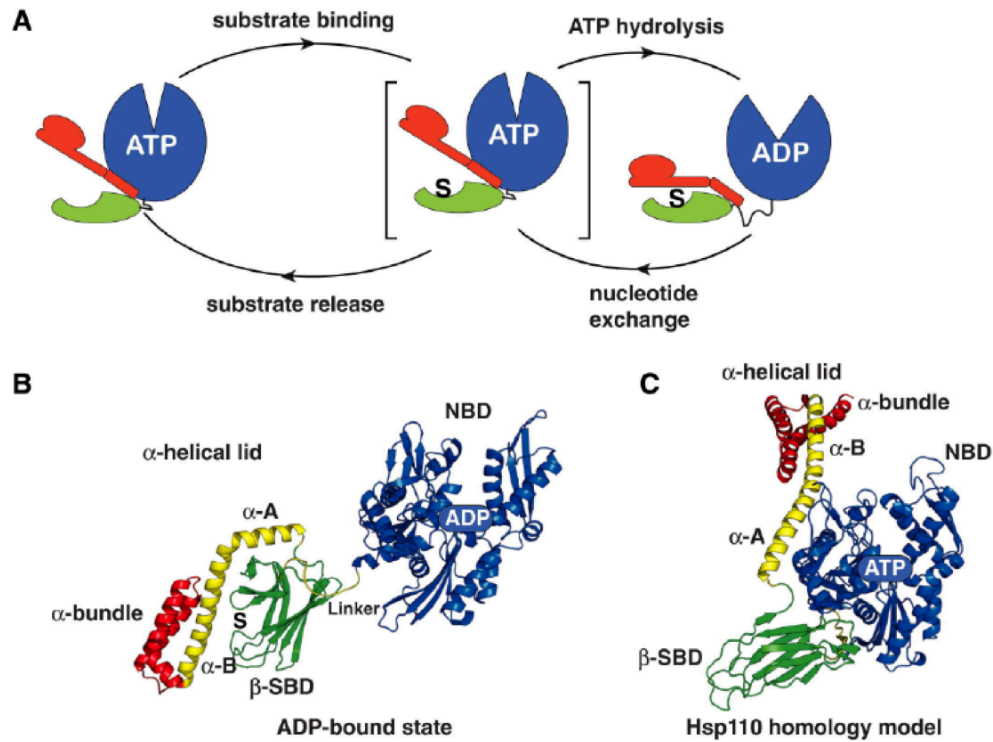 A
substrate binding
ATP hydrolysis
ATP
S
ATP
S
ADP
substrate release
nucleotide
exchange
B
α-helical lid
α-A
α-bundle
S
α-B
β-SBD
Linker
NBD
ADP
ADP-bound state
C
α-helical lid
α-bundle
α-B
NBD
α-A
ATP
β-SBD
Hsp110 homology model